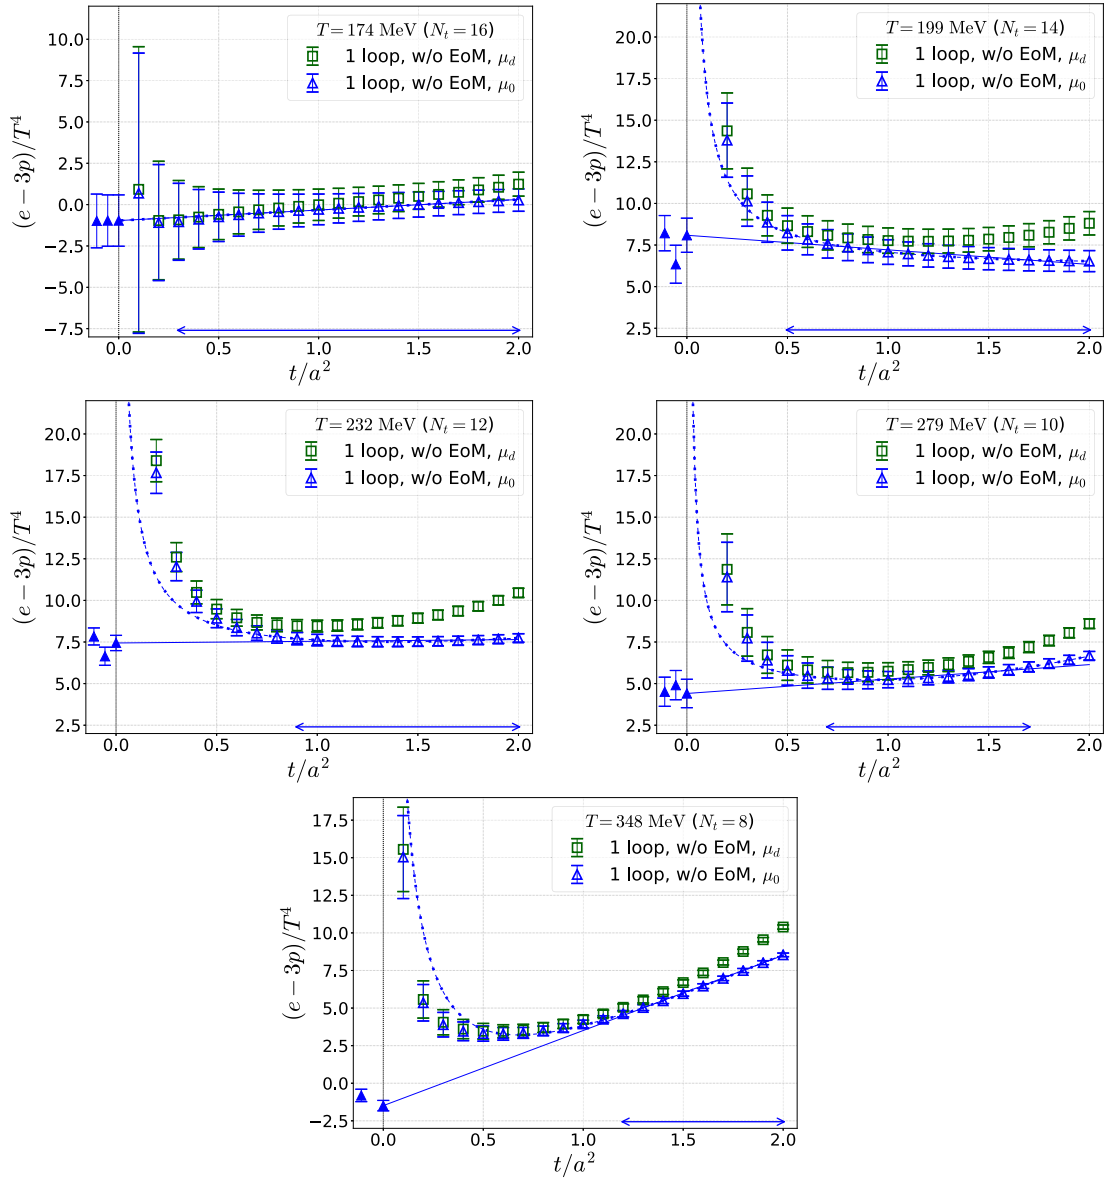 T = 174 MeV (N_t = 16)
1 loop, w/o EoM, μ_d
1 loop, w/o EoM, μ_0
(e − 3p)/T^4
10.0
7.5
5.0
2.5
0.0
−2.5
−5.0
−7.5
0.0 0.5 1.0 1.5 2.0
t/a^2
T = 199 MeV (N_t = 14)
1 loop, w/o EoM, μ_d
1 loop, w/o EoM, μ_0
(e − 3p)/T^4
20.0
17.5
15.0
12.5
10.0
7.5
5.0
2.5
0.0 0.5 1.0 1.5 2.0
t/a^2
T = 232 MeV (N_t = 12)
1 loop, w/o EoM, μ_d
1 loop, w/o EoM, μ_0
(e − 3p)/T^4
20.0
17.5
15.0
12.5
10.0
7.5
5.0
2.5
0.0 0.5 1.0 1.5 2.0
t/a^2
T = 279 MeV (N_t = 10)
1 loop, w/o EoM, μ_d
1 loop, w/o EoM, μ_0
(e − 3p)/T^4
20.0
17.5
15.0
12.5
10.0
7.5
5.0
2.5
0.0 0.5 1.0 1.5 2.0
t/a^2
T = 348 MeV (N_t = 8)
1 loop, w/o EoM, μ_d
1 loop, w/o EoM, μ_0
(e − 3p)/T^4
17.5
15.0
12.5
10.0
7.5
5.0
2.5
0.0
−2.5
0.0 0.5 1.0 1.5 2.0
t/a^2